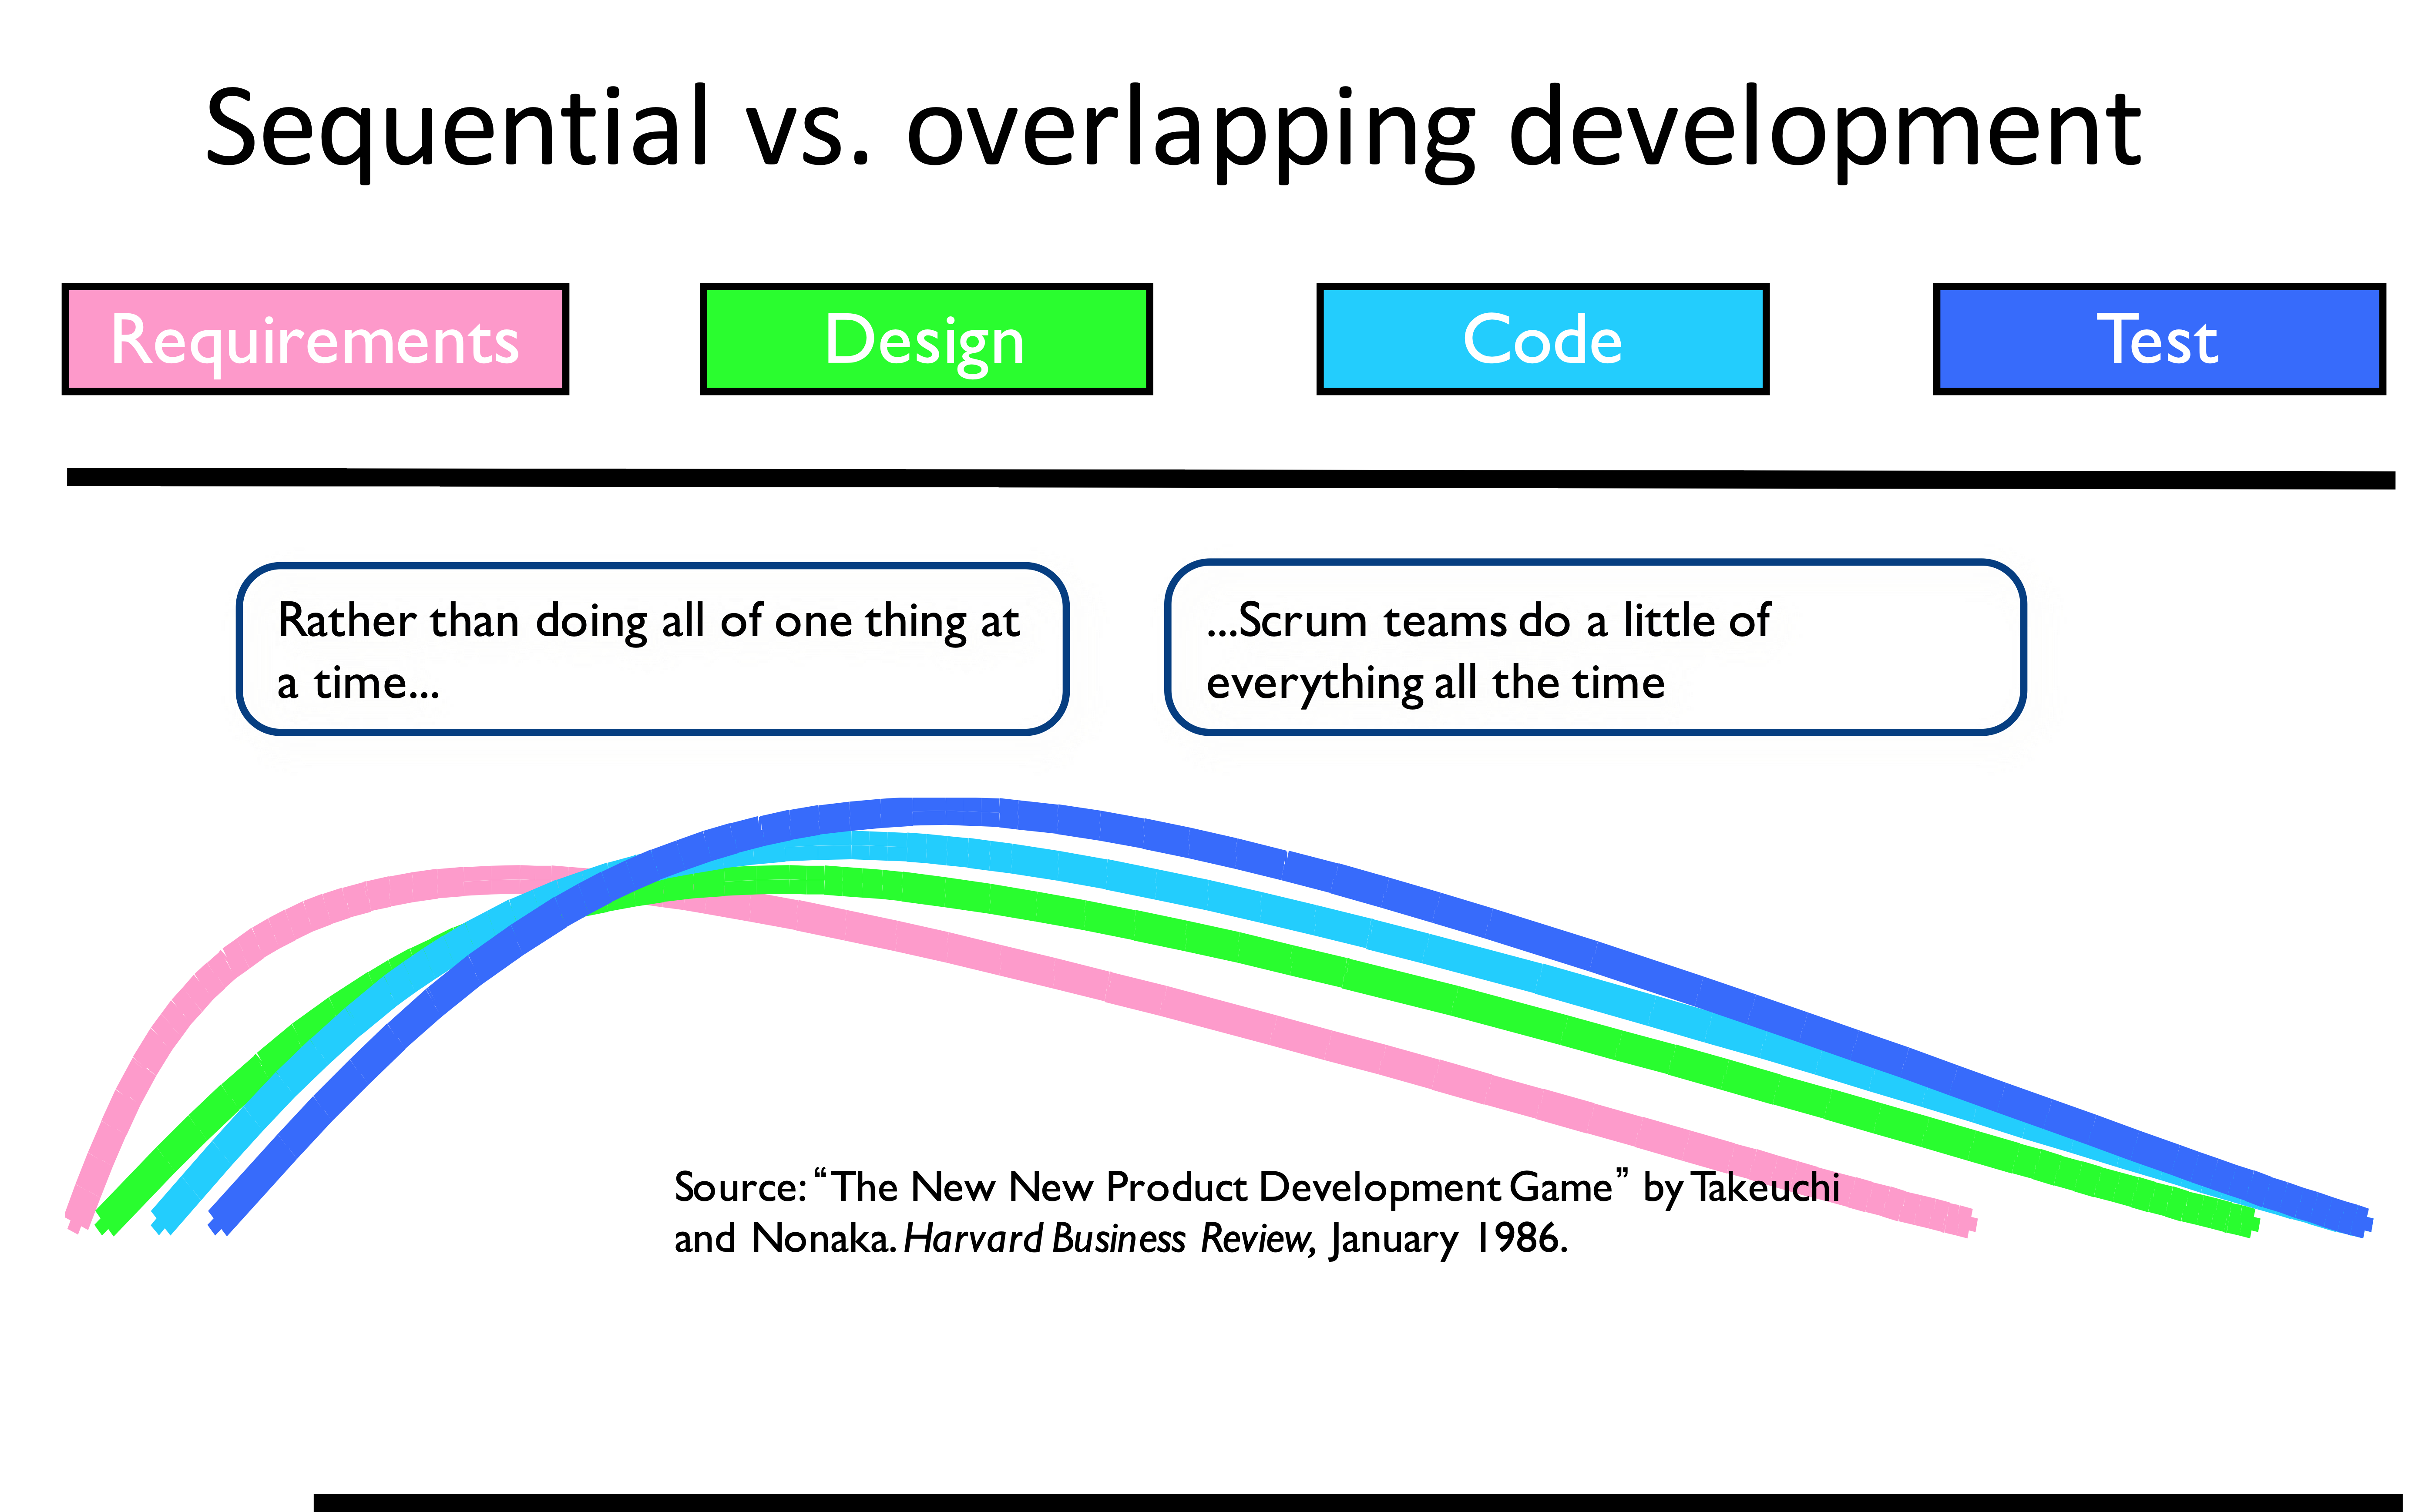 Sequential vs. overlapping development
Requirements
Design
Code
Test
Rather than doing all of one thing at
a time...
...Scrum teams do a little of
everything all the time
Source: “The New New Product Development Game” by Takeuchi
and Nonaka. Harvard Business Review, January 1986.